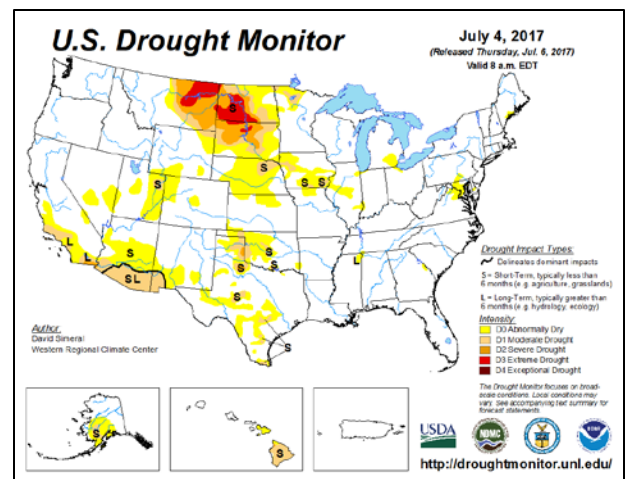 U.S. Drought Monitor
July 4, 2017
(Released Thursday, Jul. 6, 2017)
Valid 8 a.m. EDT
S
S
S S
S
L
L
S
S L
S
S
S
S
S
L
Drought Impact Types:
Delineates dominant impacts
S = Short-Term, typically less than
6 months (e.g. agriculture, grasslands)
L = Long-Term, typically greater than
6 months (e.g. hydrology, ecology)
Intensity:
D0 Abnormally Dry
D1 Moderate Drought
D2 Severe Drought
D3 Extreme Drought
D4 Exceptional Drought
Author:
David Simeral
Western Regional Climate Center
The Drought Monitor focuses on broad-
scale conditions. Local conditions may
vary. See accompanying text summary for
forecast statements.
S
S
USDA
NDMC
http://droughtmonitor.unl.edu/